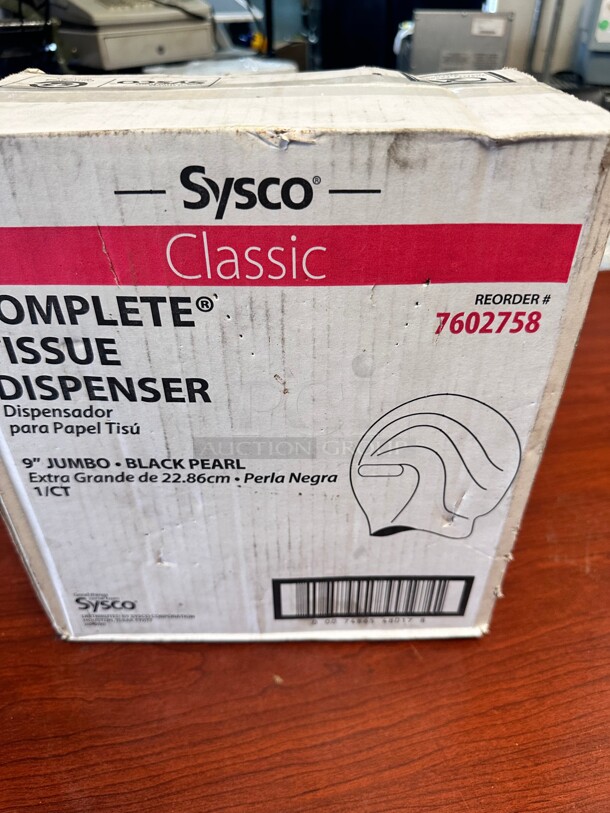 Sysco®
Classic
OMPLETE®
ISSUE
DISPENSER
Dispensador
para Papel Tisú
REORDER #
7602758
AUCTION GROUP
9" JUMBO • BLACK PEARL
Extra Grande de 22.86cm • Perla Negra
1/CT
Sysco